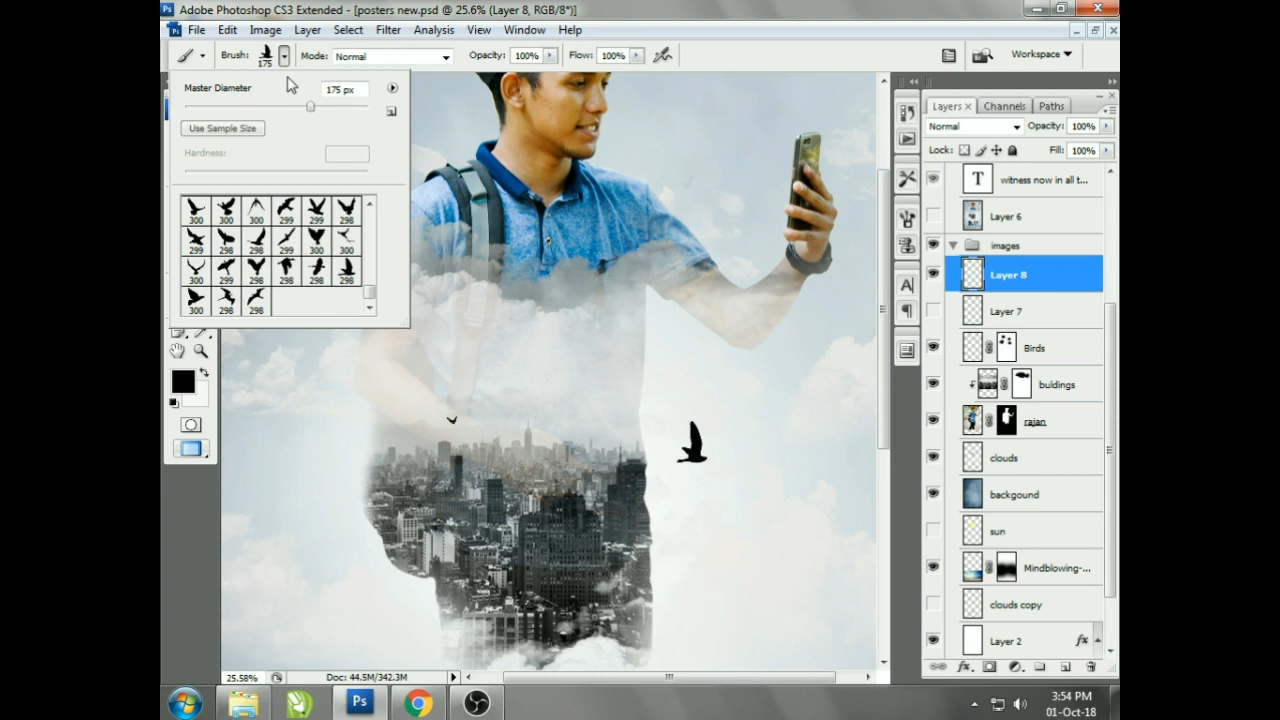 Adobe Photoshop CS3 Extended - [posters new.psd @ 25.6% (Layer 8, RGB/8*)]
File Edit Image Layer Select Filter Analysis View Window Help
Brush: 175 Mode: Normal Opacity: 100% Flow: 100% Workspace
Master Diameter 175 px
Use Sample Size
Hardness:
300 300 300 299 299 298
299 298 298 299 300 300
300 299 298 298 298 298
300 298 298
Layers Channels Paths
Normal Opacity: 100%
Lock: Fill: 100%
T witness now in all t...
Layer 6
images
Layer 8
Layer 7
Birds
buldings
rajan
clouds
backgound
sun
Mindblowing-...
clouds copy
Layer 2 fx
25.58% Doc: 44.5M/342.3M
Ps
3:54 PM
01-Oct-18